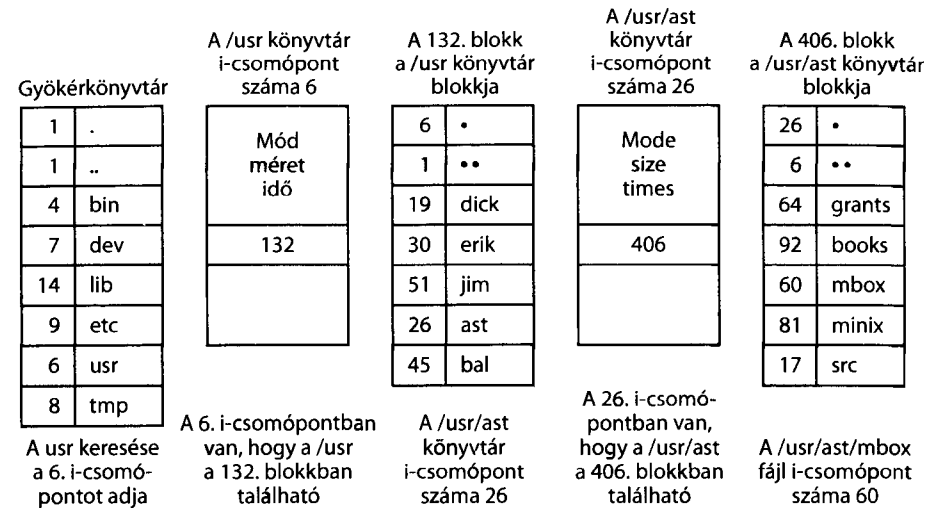 Gyökérkönyvtár
1 .
1 ..
4 bin
7 dev
14 lib
9 etc
6 usr
8 tmp
A usr keresése
a 6. i-csomó-
pontot adja
A /usr könyvtár
i-csomópont
száma 6
Mód
méret
idő
132
A 6. i-csomópontban
van, hogy a /usr
a 132. blokkban
található
A 132. blokk
a /usr könyvtár
blokkja
6 •
1 ••
19 dick
30 erik
51 jim
26 ast
45 bal
A /usr/ast
könyvtár
i-csomópont
száma 26
A /usr/ast
könyvtár
i-csomópont
száma 26
Mode
size
times
406
A 26. i-csomó-
pontban van,
hogy a /usr/ast
a 406. blokkban
található
A 406. blokk
a /usr/ast könyvtár
blokkja
26 •
6 ••
64 grants
92 books
60 mbox
81 minix
17 src
A /usr/ast/mbox
fájl i-csomópont
száma 60